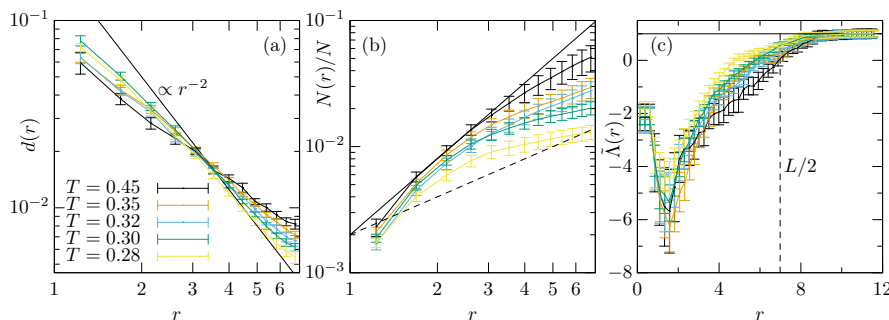 10⁻¹
10⁻²
1
2
3
4
5
6
r
d(r)
(a)
∝ r⁻²
T = 0.45
T = 0.35
T = 0.32
T = 0.30
T = 0.28
10⁻¹
10⁻²
10⁻³
1
2
3
4
5
6
r
N(r)/N
(b)
0
−2
−4
−6
−8
0
4
8
12
r
Λ(r)
(c)
L/2